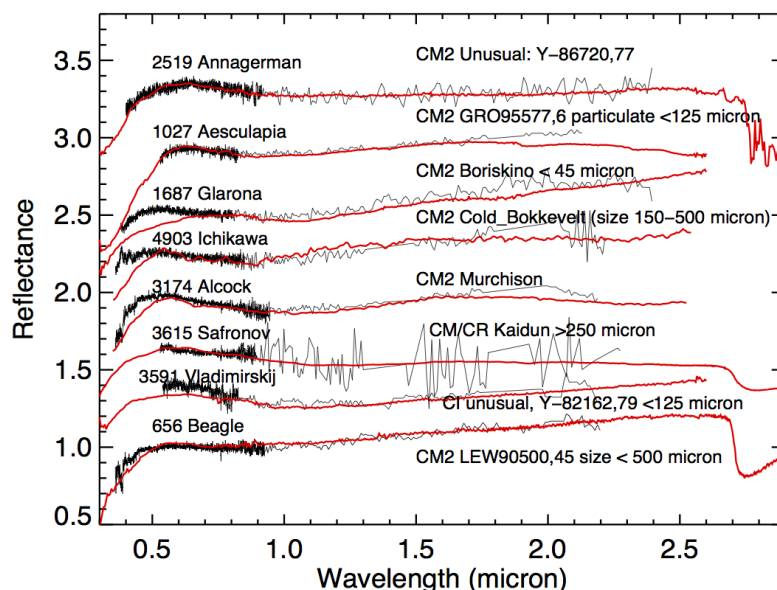 3.5
3.0
2.5
2.0
1.5
1.0
0.5
Reflectance
2519 Annagerman
CM2 Unusual: Y-86720,77
1027 Aesculapia
CM2 GRO95577,6 particulate <125 micron
1687 Glarona
CM2 Boriskino < 45 micron
4903 Ichikawa
CM2 Cold_Bokkevelt (size 150-500 micron)
3174 Alcock
CM2 Murchison
3615 Safronov
CM/CR Kaidun >250 micron
3591 Vladimirskij
CI unusual, Y-82162,79 <125 micron
656 Beagle
CM2 LEW90500,45 size < 500 micron
0.5 1.0 1.5 2.0 2.5
Wavelength (micron)